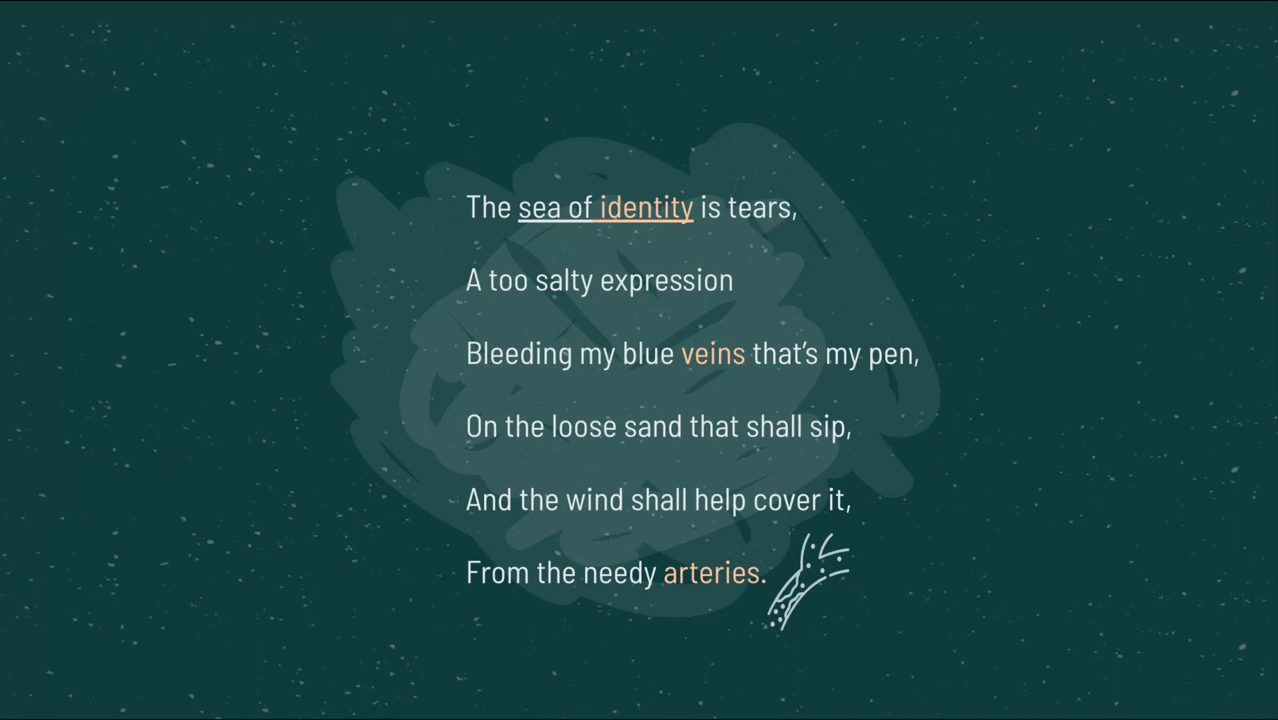 The sea of identity is tears,
A too salty expression
Bleeding my blue veins that’s my pen,
On the loose sand that shall sip,
And the wind shall help cover it,
From the needy arteries.